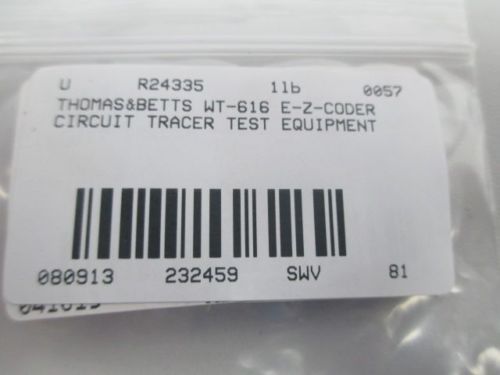 U R24335 1lb 0057
THOMAS&BETTS WT-616 E-Z-CODER
CIRCUIT TRACER TEST EQUIPMENT
080913 232459 SWV 81